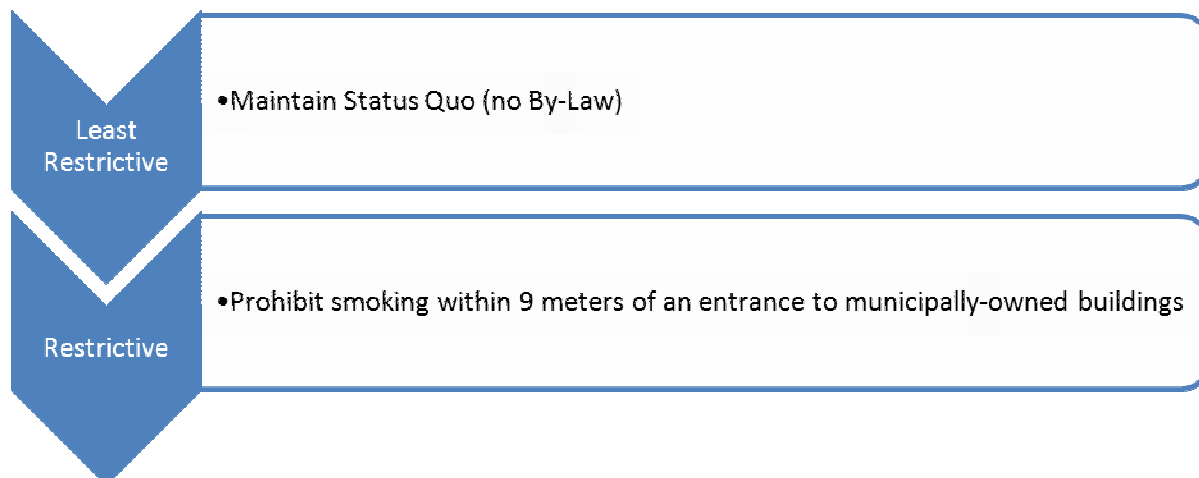 Least
Restrictive
•Maintain Status Quo (no By-Law)
Restrictive
•Prohibit smoking within 9 meters of an entrance to municipally-owned buildings